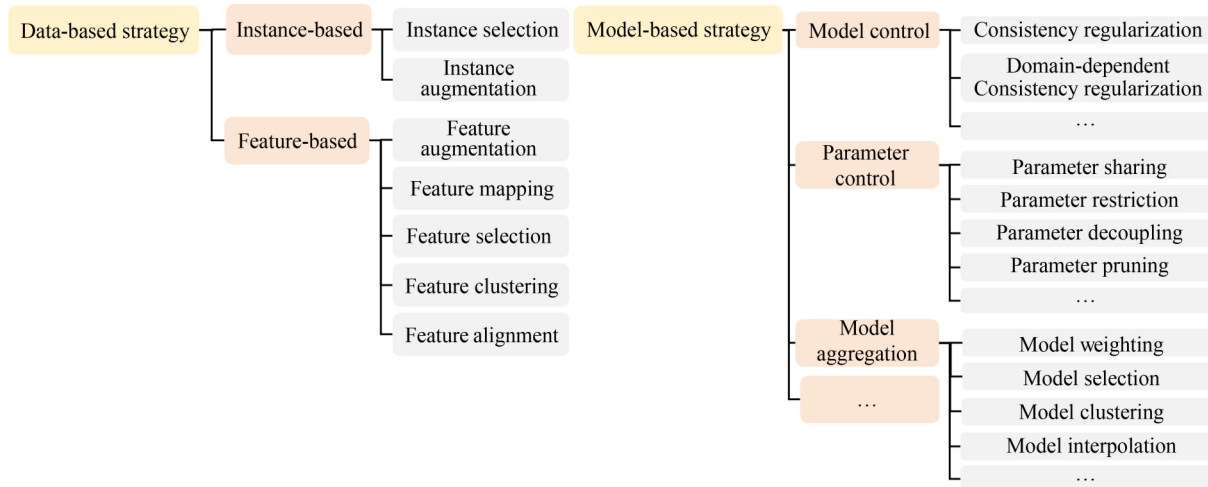 Data-based strategy
Instance-based
Instance selection
Instance
augmentation
Feature-based
Feature
augmentation
Feature mapping
Feature selection
Feature clustering
Feature alignment
Model-based strategy
Model control
Consistency regularization
Domain-dependent
Consistency regularization
…
Parameter
control
Parameter sharing
Parameter restriction
Parameter decoupling
Parameter pruning
…
Model
aggregation
Model weighting
Model selection
Model clustering
Model interpolation
…
…